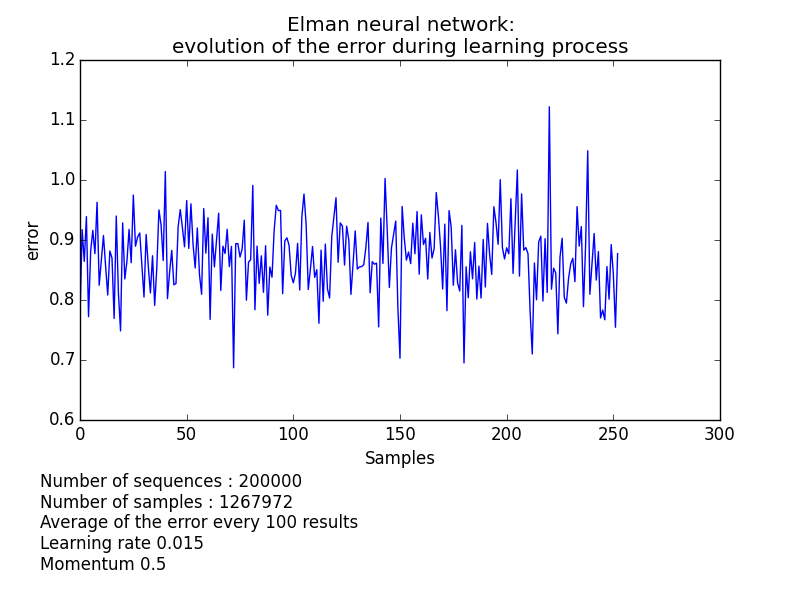 Elman neural network:
evolution of the error during learning process
1.2
1.1
1.0
0.9
0.8
0.7
0.6
error
0
50
100
150
200
250
300
Samples
Number of sequences : 200000
Number of samples : 1267972
Average of the error every 100 results
Learning rate 0.015
Momentum 0.5